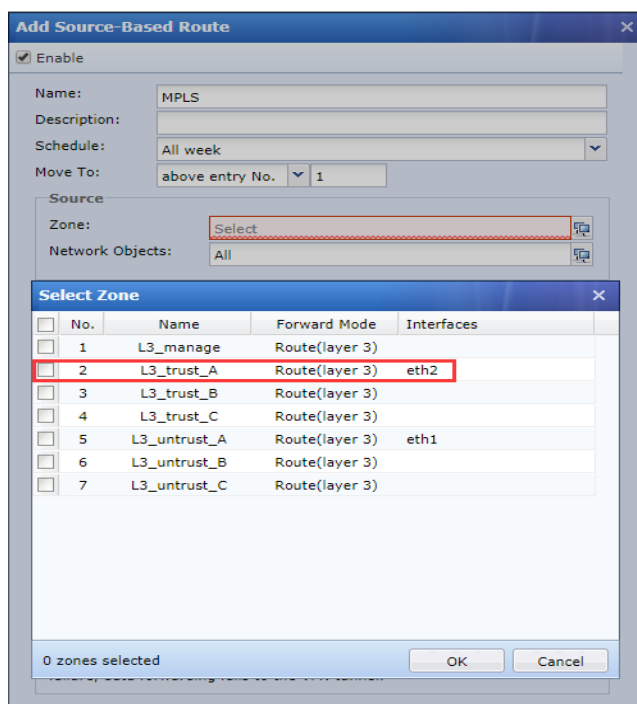 Add Source-Based Route
Enable
Name: MPLS
Description:
Schedule: All week
Move To: above entry No. 1
Source
Zone: Select
Network Objects: All
Select Zone
No. Name Forward Mode Interfaces
1 L3_manage Route(layer 3)
2 L3_trust_A Route(layer 3) eth2
3 L3_trust_B Route(layer 3)
4 L3_trust_C Route(layer 3)
5 L3_untrust_A Route(layer 3) eth1
6 L3_untrust_B Route(layer 3)
7 L3_untrust_C Route(layer 3)
0 zones selected OK Cancel